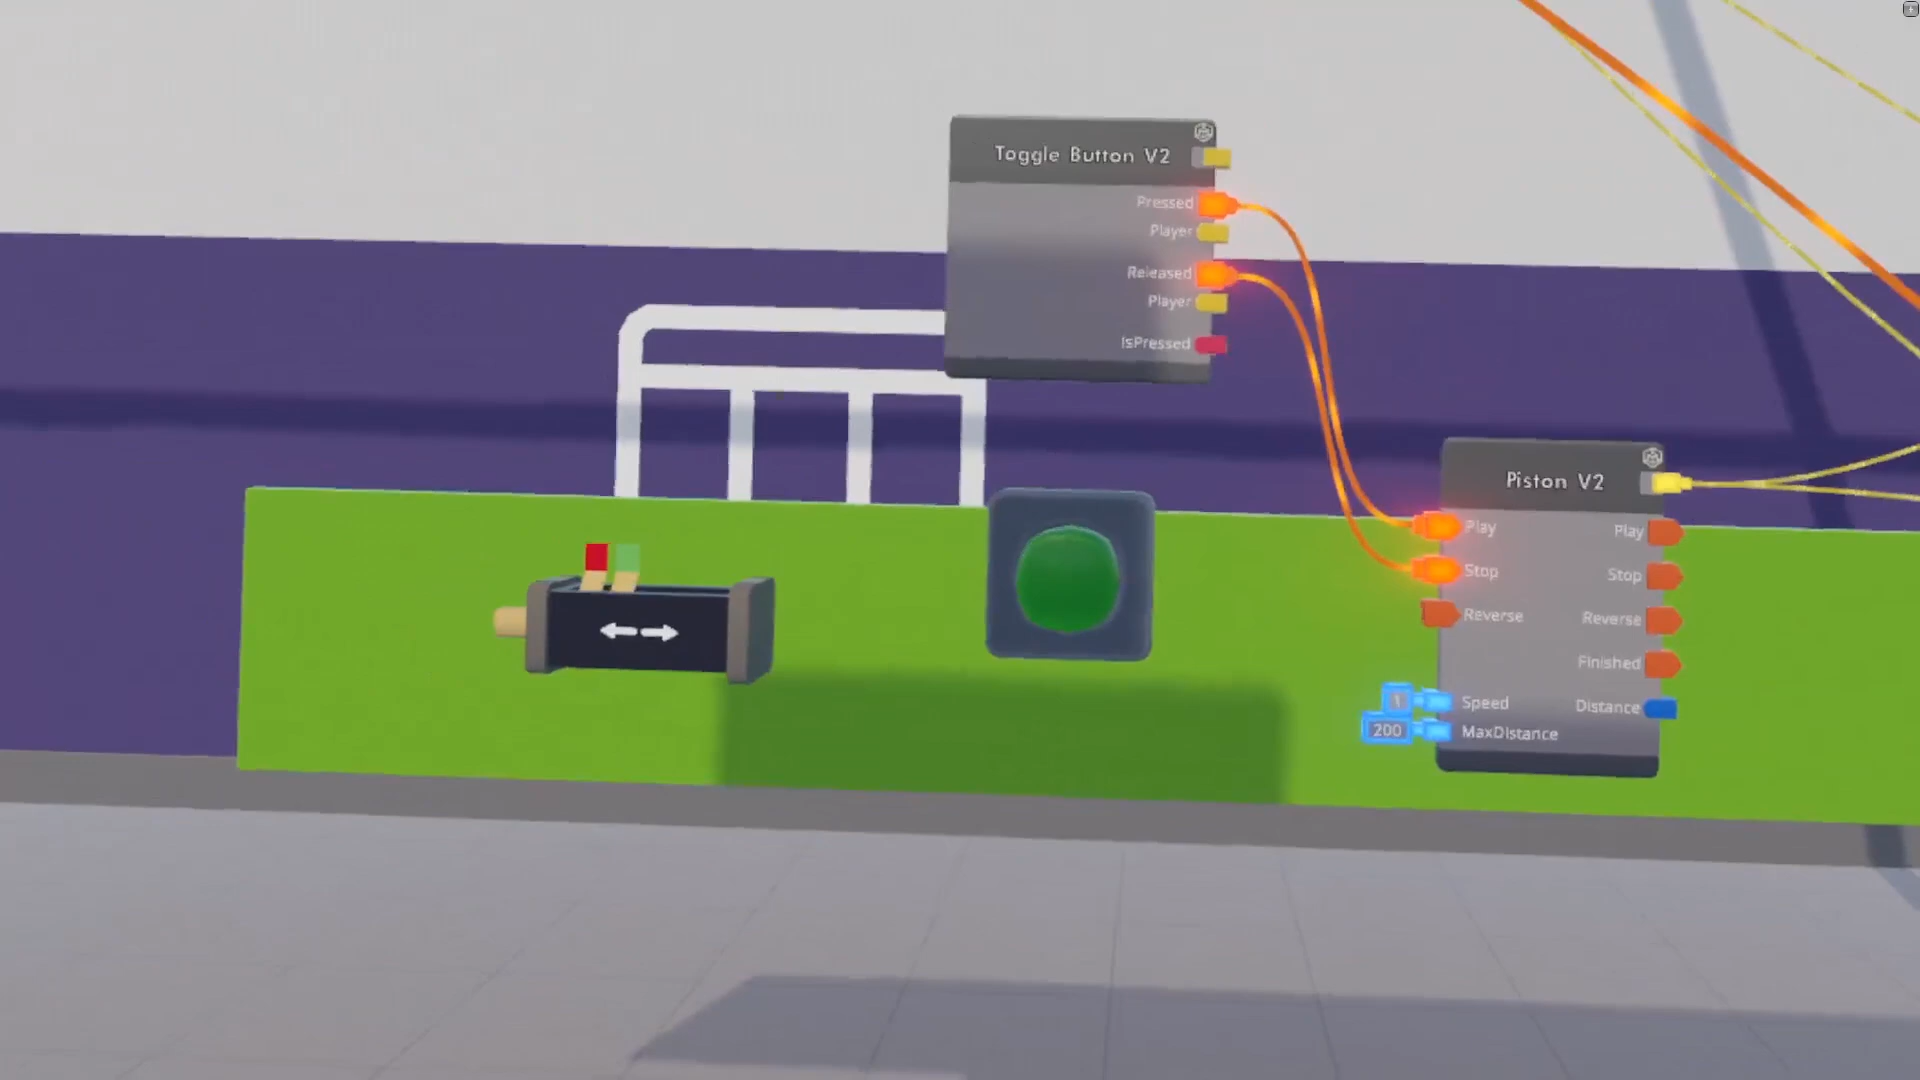 Toggle Button V2
Pressed
Player
Released
Player
IsPressed
Piston V2
Play Play
Stop Stop
Reverse Reverse
Finished
1 Speed Distance
200 MaxDistance